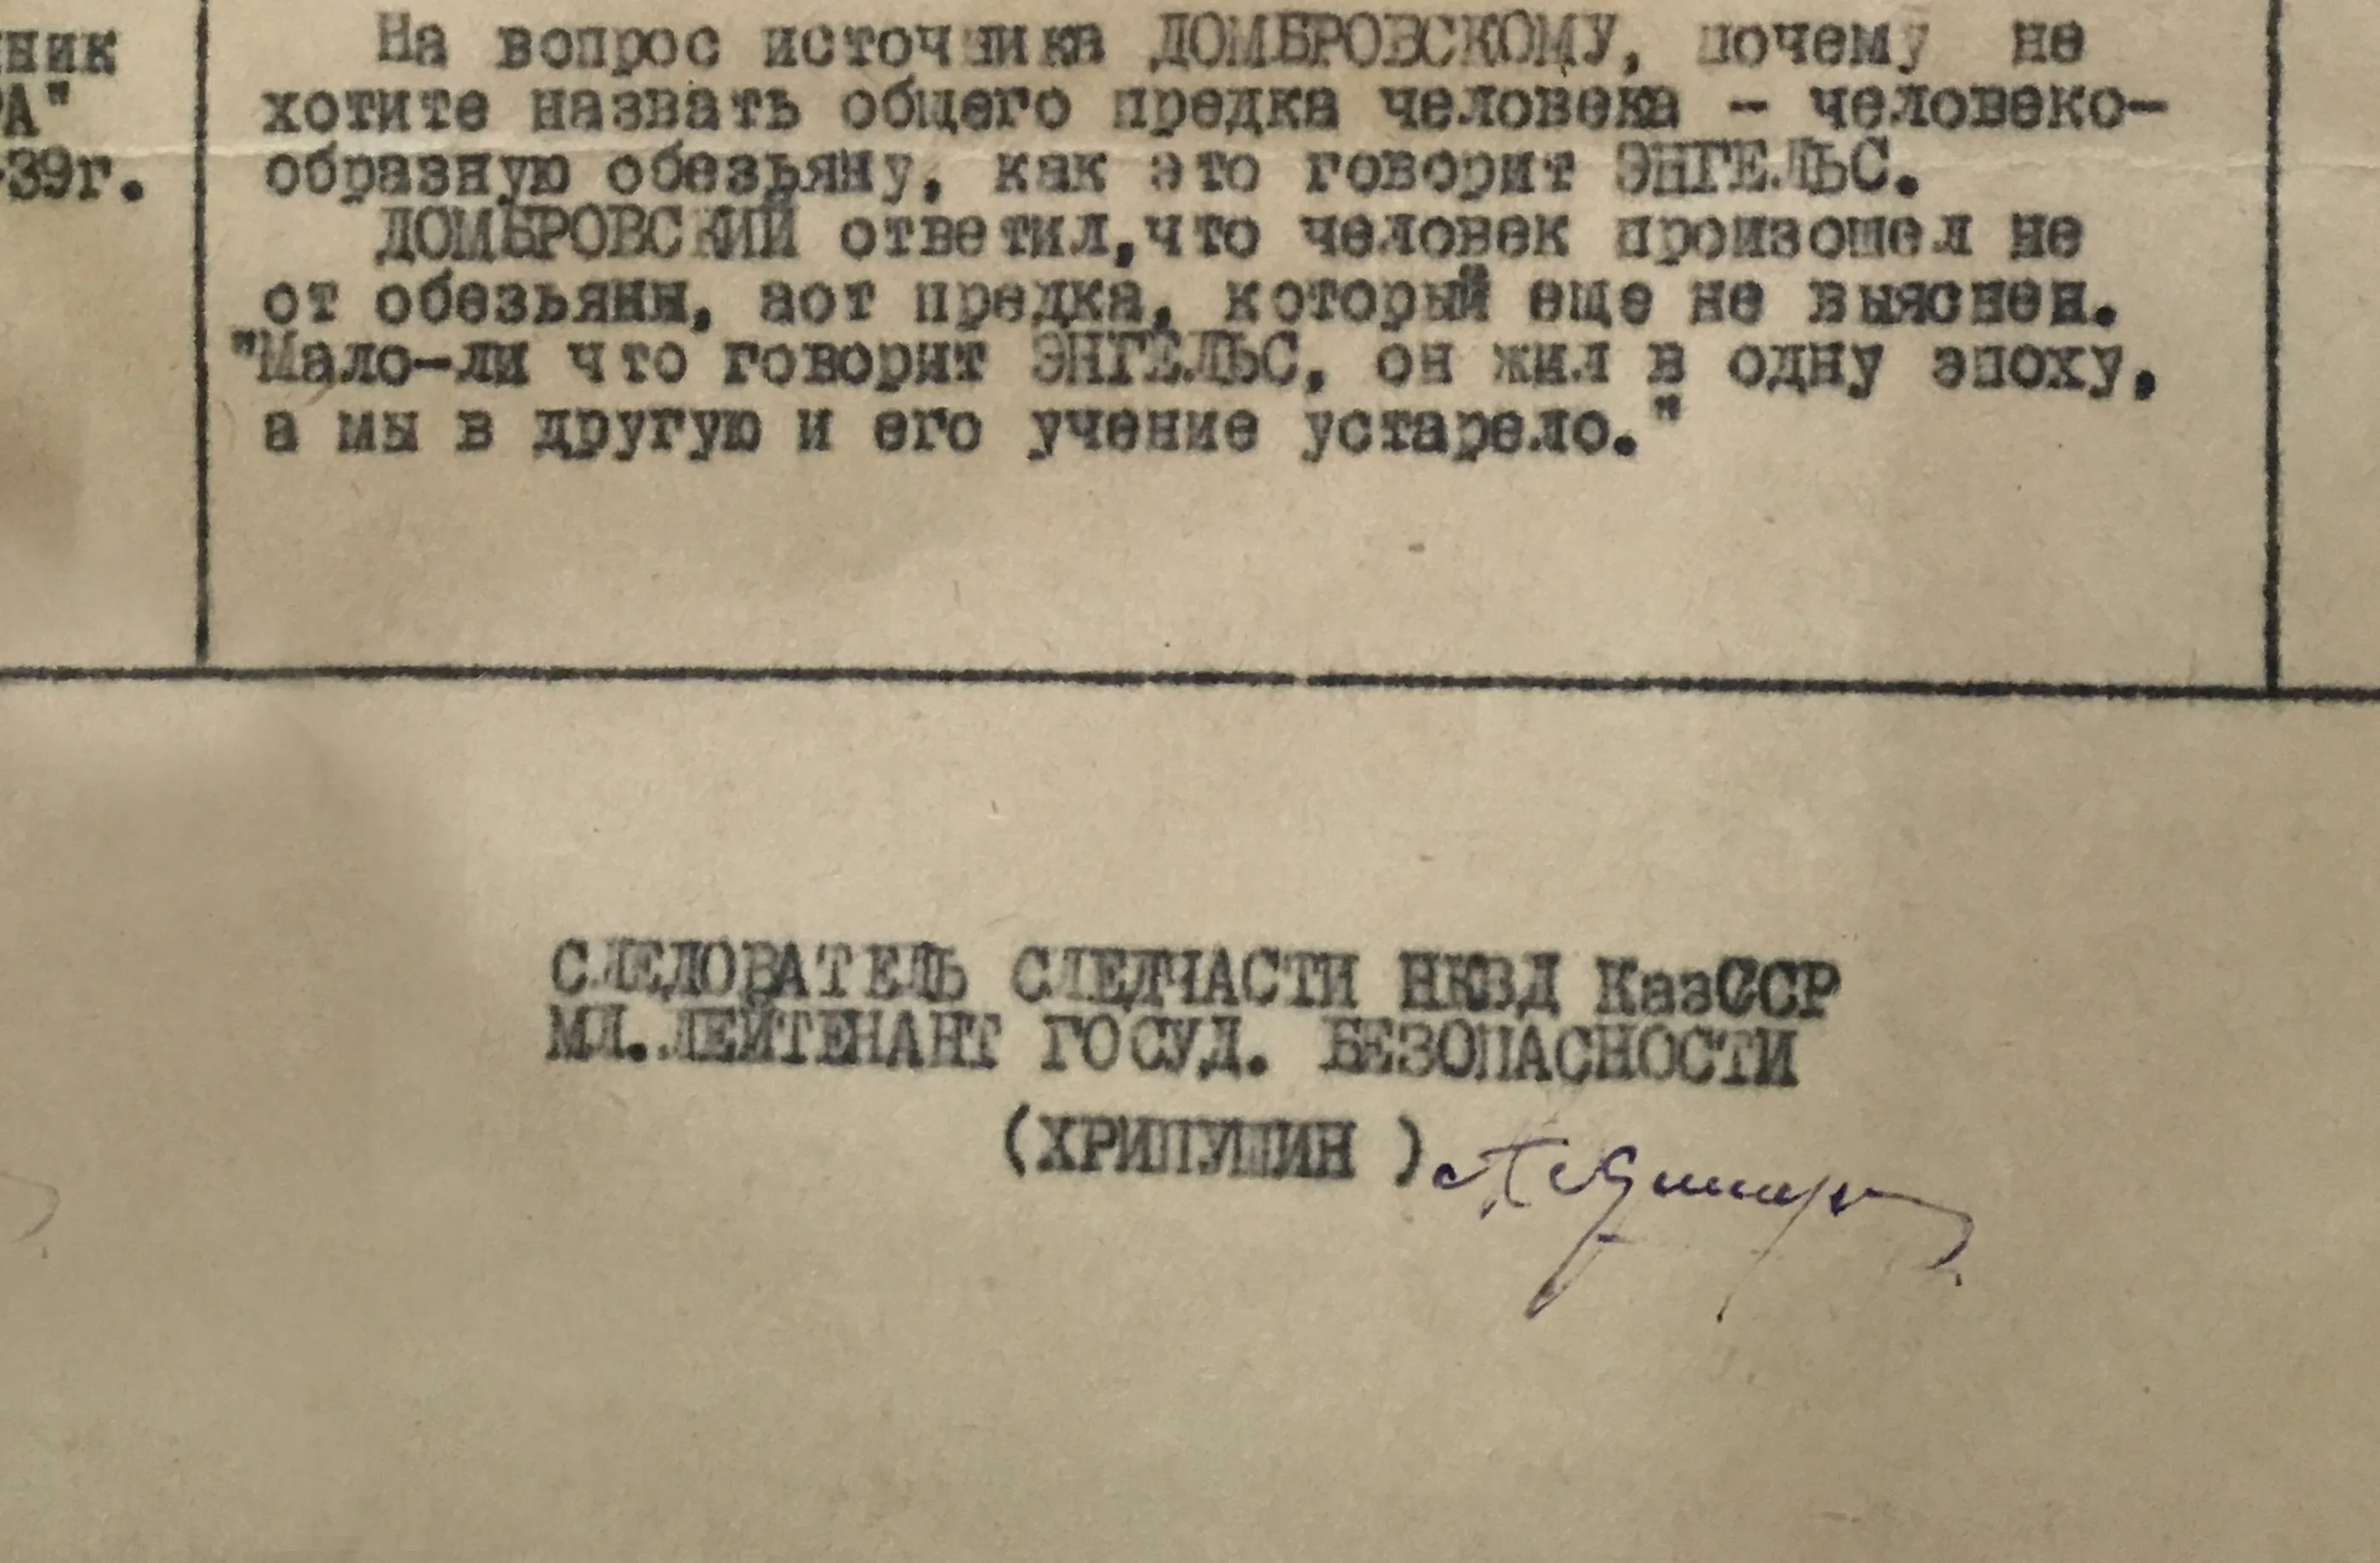 ник
А"
39г.
На вопрос источника ДОМБРОВСКОМУ, почему не
хотите назвать общего предка человека - человеко-
образную обезьяну, как это говорит ЭНГЕЛЬС.
ДОМБРОВСКИЙ ответил,что человек произошел не
от обезьяны, аот предка, который еще не выяснен.
"Мало-ли что говорит ЭНГЕЛЬС, он жил в одну эпоху,
а мы в другую и его учение устарело."
СЛЕДОВАТЕЛЬ СЛЕДЧАСТИ НКВД КазССР
МЛ.ЛЕЙТЕНАНТ ГОСУД. БЕЗОПАСНОСТИ
(ХРИПУШИН )